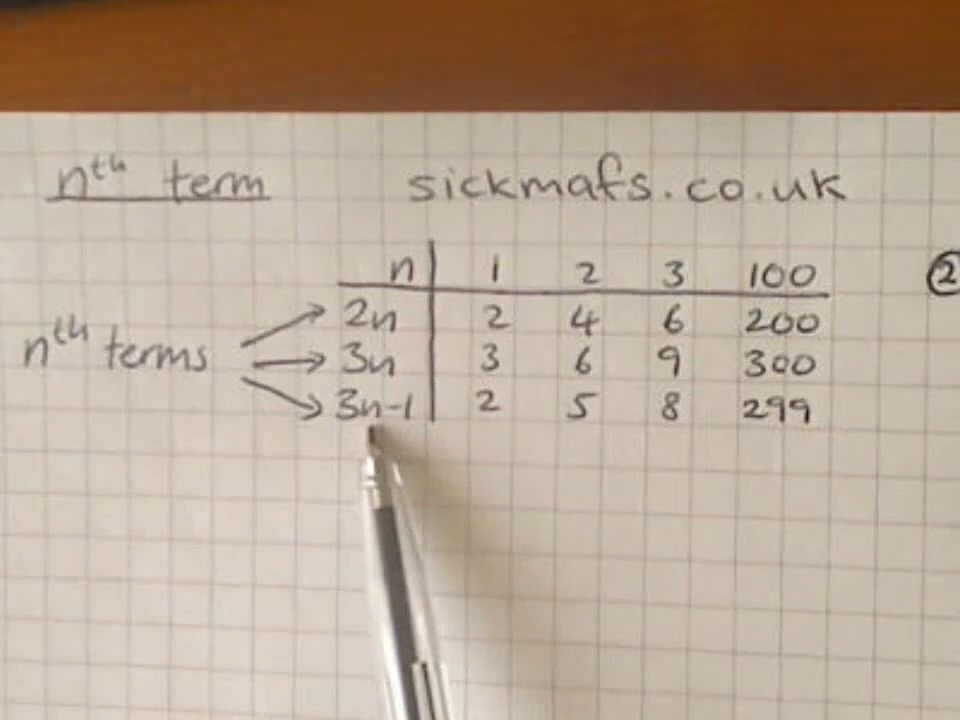 nth term sickmafs.co.uk
n 1 2 3 100 ②
2n 2 4 6 200
nth terms 3n 3 6 9 300
3n-1 2 5 8 299